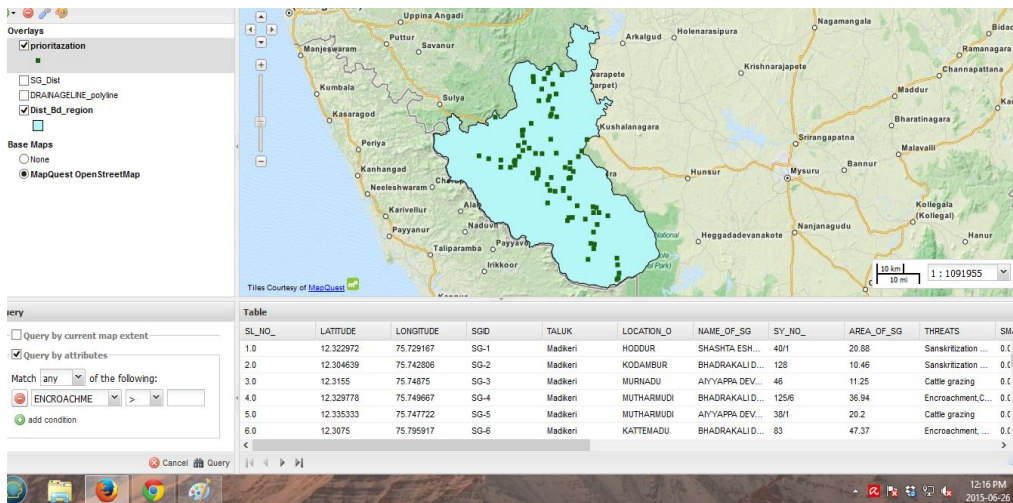 Overlays
prioritazation
SG_Dist
DRAINAGELINE_polyline
Dist_Bd_region
Base Maps
None
MapQuest OpenStreetMap
Uppina Angadi
Puttur
Savanur
Manjeswaram
Kumbala
Sulya
Kasaragod
Periya
Kanhangad
Neeleshwaram
Karivellur
Payyanur
Taliparamba
Payyav
Irikkoor
Arkalgud
Holenarasipura
Nagamangala
Krishnarajapete
Ramanagara
Channapattana
Maddur
Bharatinagara
Kushalanagara
Srirangapatna
Malavalli
Hunsur
Mysuru
Bannur
Kollegala
(Kollegal)
Heggadadevanakote
Nanjanagudu
Hanur
Tiles Courtesy of MapQuest
10 km
10 mi
1 : 1091955
Query by current map extent
Query by attributes
Match any of the following:
ENCROACHME >
add condition
Cancel Query
Table
SL_NO_ LATITUDE LONGITUDE SGID TALUK LOCATION_O NAME_OF_SG SY_NO_ AREA_OF_SG THREATS
1.0 12.322972 75.729167 SG-1 Madikeri HODDUR SHASHTA ESH... 40/1 20.88 Sanskritization ...
2.0 12.304639 75.742806 SG-2 Madikeri KODAMBUR BHADRAKALI D... 128 10.46 Sanskritization ...
3.0 12.3155 75.74875 SG-3 Madikeri MURNADU AIYYAPPA DEV... 46 11.25 Cattle grazing
4.0 12.329778 75.749667 SG-4 Madikeri MUTHARMUDI BHADRAKALI D... 125/6 36.94 Encroachment,C...
5.0 12.335333 75.747722 SG-5 Madikeri MUTHARMUDI AIYYAPPA DEV... 38/1 20.2 Cattle grazing
6.0 12.3075 75.795917 SG-6 Madikeri KATTEMADU BHADRAKALI D... 83 47.37 Encroachment, ...
12:16 PM
2015-06-26